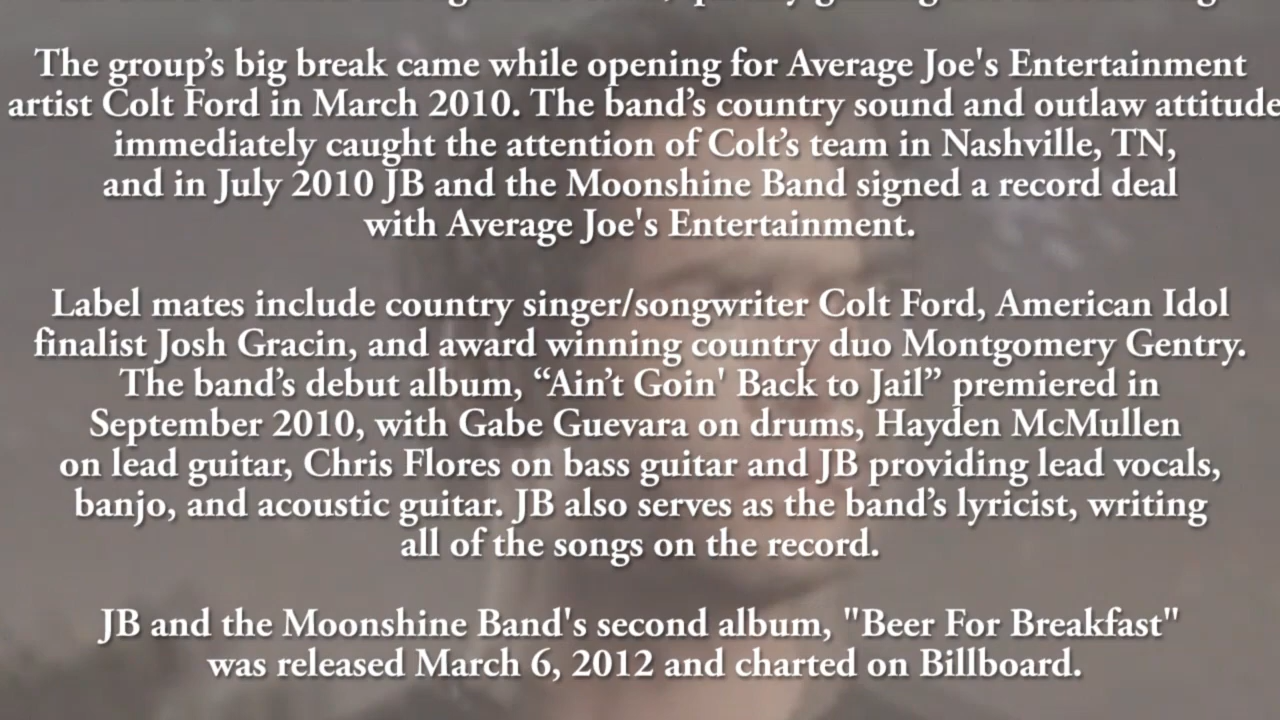 The group’s big break came while opening for Average Joe's Entertainment
artist Colt Ford in March 2010. The band’s country sound and outlaw attitude
immediately caught the attention of Colt’s team in Nashville, TN,
and in July 2010 JB and the Moonshine Band signed a record deal
with Average Joe's Entertainment.
Label mates include country singer/songwriter Colt Ford, American Idol
finalist Josh Gracin, and award winning country duo Montgomery Gentry.
The band’s debut album, “Ain’t Goin' Back to Jail” premiered in
September 2010, with Gabe Guevara on drums, Hayden McMullen
on lead guitar, Chris Flores on bass guitar and JB providing lead vocals,
banjo, and acoustic guitar. JB also serves as the band’s lyricist, writing
all of the songs on the record.
JB and the Moonshine Band's second album, "Beer For Breakfast"
was released March 6, 2012 and charted on Billboard.